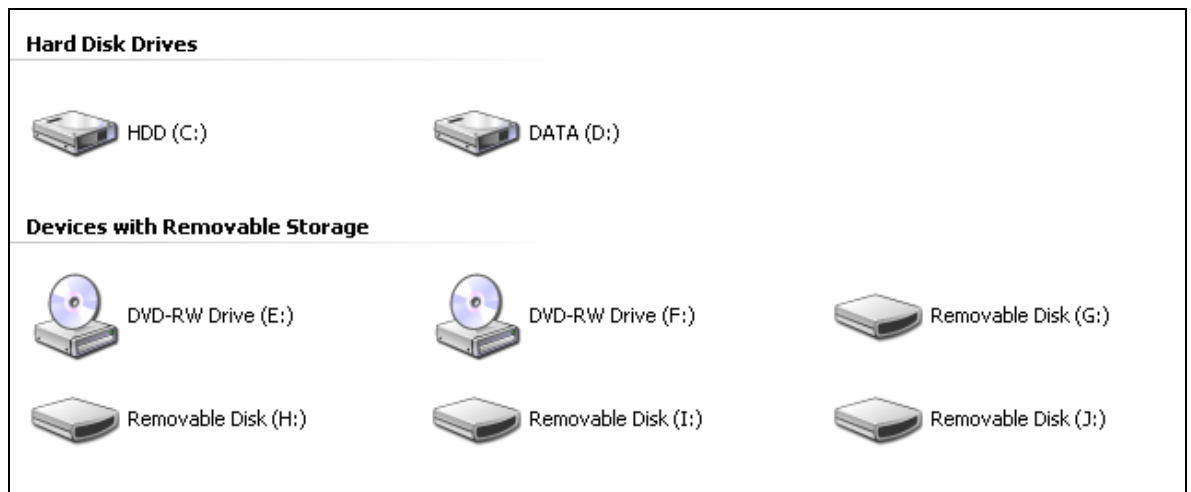 Hard Disk Drives
HDD (C:)
DATA (D:)
Devices with Removable Storage
DVD-RW Drive (E:)
DVD-RW Drive (F:)
Removable Disk (G:)
Removable Disk (H:)
Removable Disk (I:)
Removable Disk (J:)